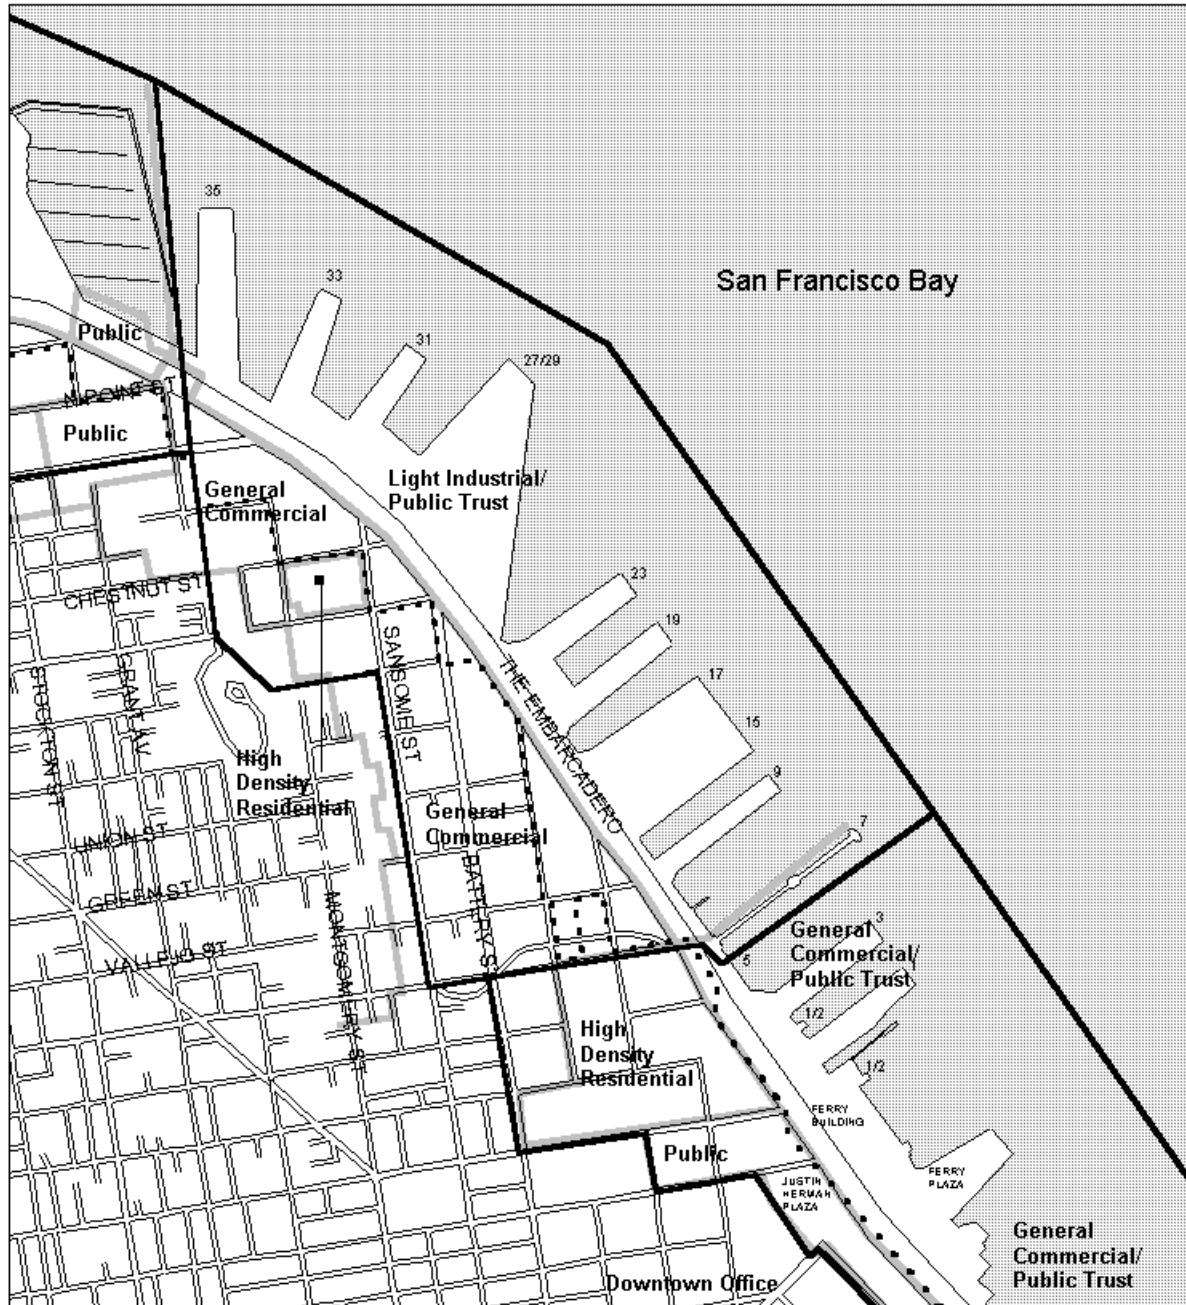 35
33
San Francisco Bay
Public
31
27/29
N.POINT ST
Public
Light Industrial/
Public Trust
General
Commercial
CHESTNUT ST
23
19
SANSOME ST
THE EMBARCADERO
STOCKTON ST
GRANT AV
17
15
High
Density
Residential
9
General
Commercial
7
UNION ST
BATTERY S
GREEN ST
MONTGOMERY ST
VALLEJO ST
3
General
Commercial/
Public Trust
5
1/2
High
Density
Residential
1/2
FERRY
BUILDING
Public
FERRY
PLAZA
JUSTIN
HERMAN
PLAZA
General
Commercial/
Public Trust
Downtown Office